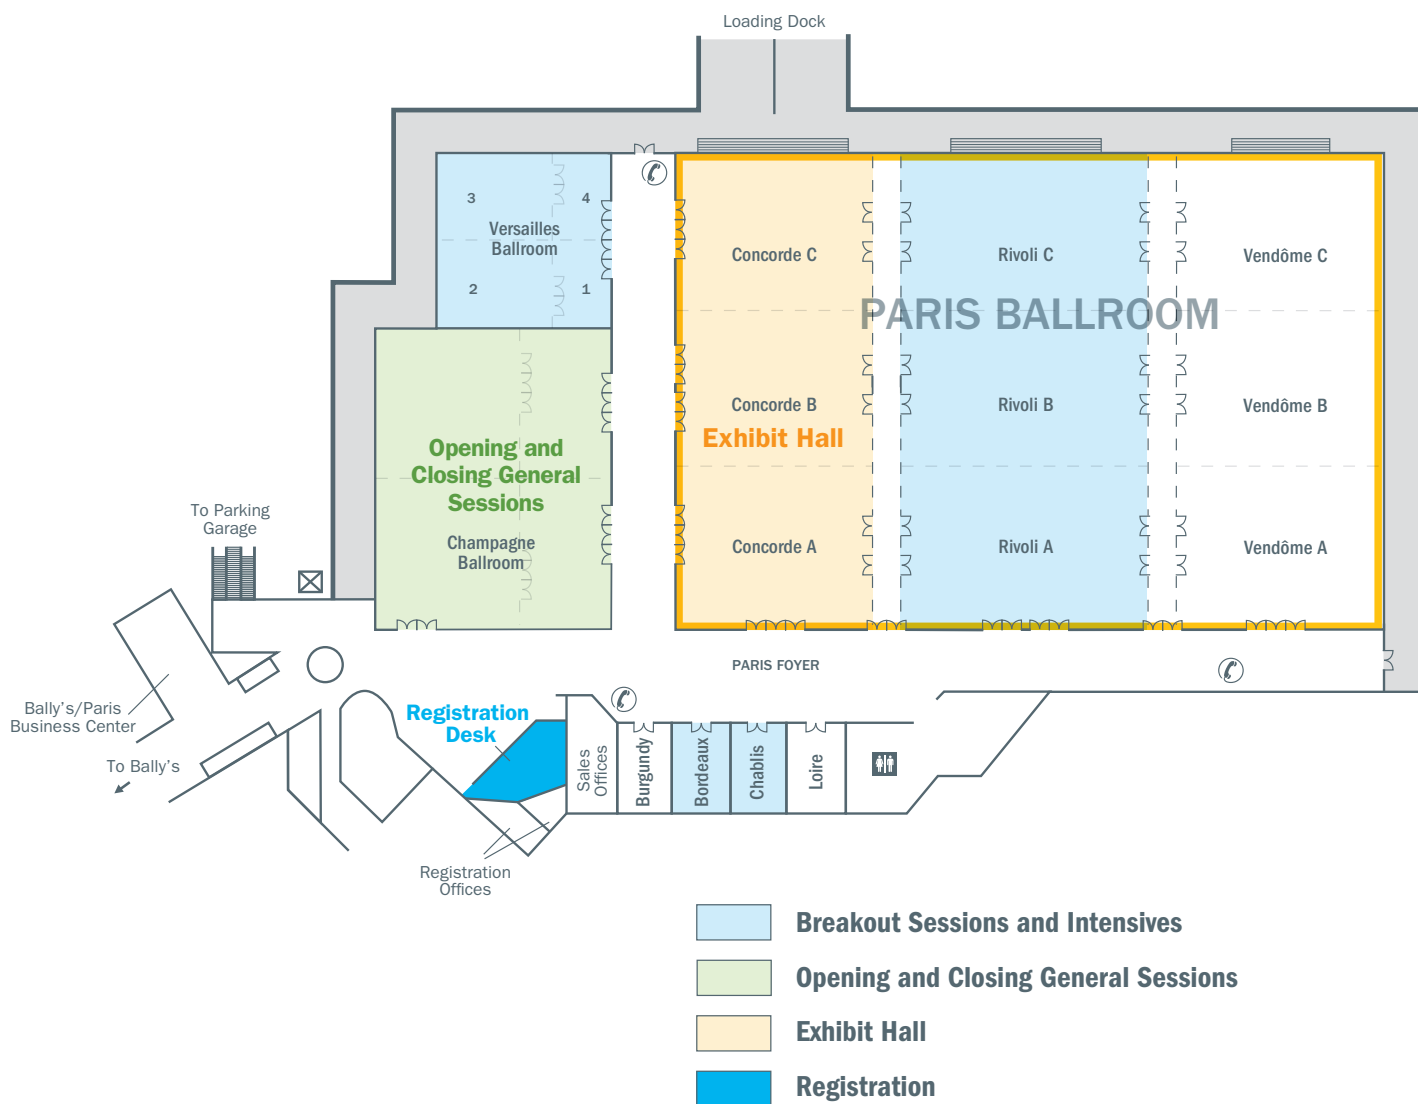 Loading Dock
3
4
Versailles
Ballroom
2
1
Concorde C
Rivoli C
Vendôme C
PARIS BALLROOM
Concorde B
Rivoli B
Vendôme B
Exhibit Hall
Opening and
Closing General
Sessions
Champagne
Ballroom
Concorde A
Rivoli A
Vendôme A
To Parking
Garage
PARIS FOYER
Bally's/Paris
Business Center
To Bally's
Registration
Desk
Sales
Offices
Burgundy
Bordeaux
Chablis
Loire
Registration
Offices
Breakout Sessions and Intensives
Opening and Closing General Sessions
Exhibit Hall
Registration